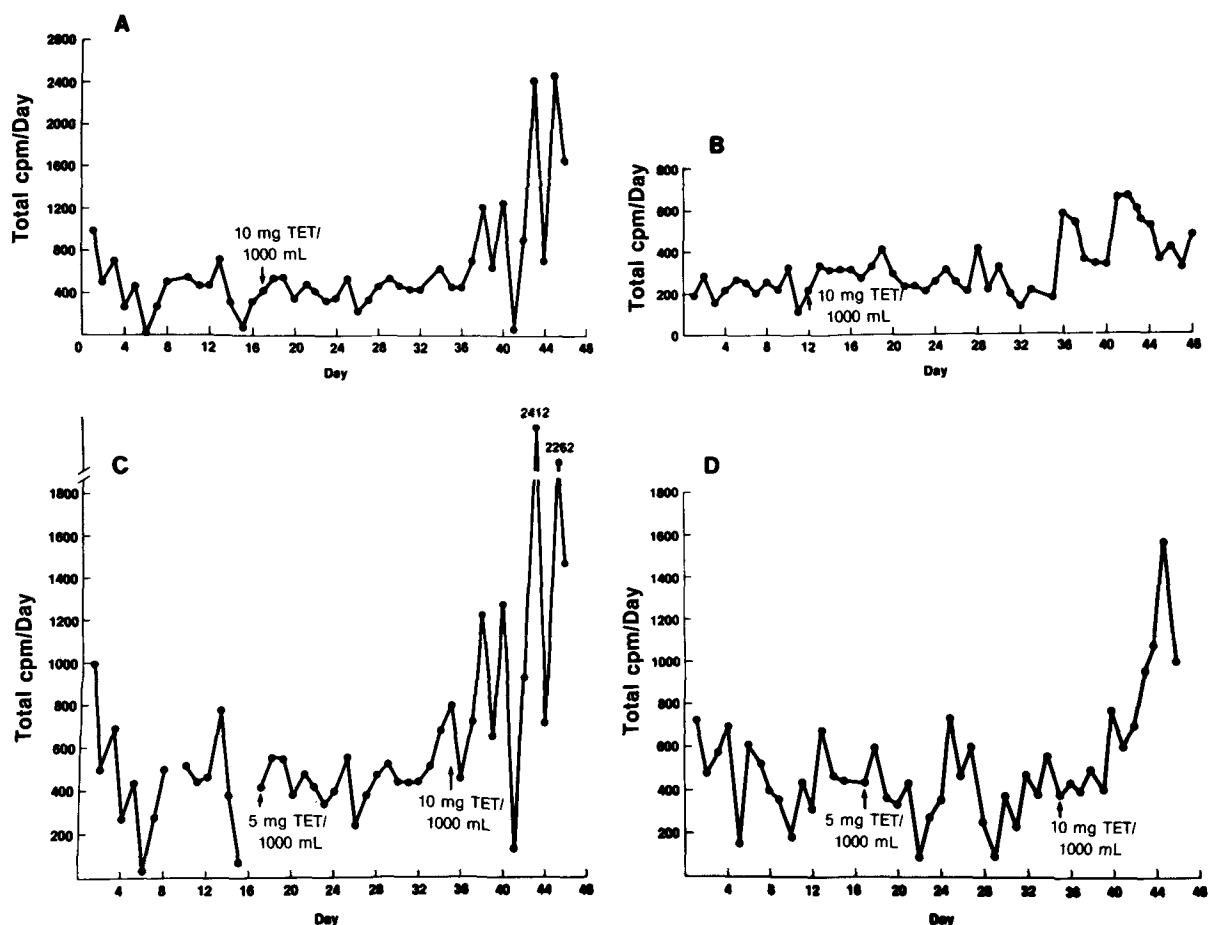 A
Total cpm/Day
2800
2400
2000
1600
1200
800
400
10 mg TET/
1000 mL
0 4 8 12 16 20 24 28 32 36 40 44 48
Day
B
Total cpm/Day
800
600
400
200
0
10 mg TET/
1000 mL
4 8 12 16 20 24 28 32 36 40 44 48
Day
C
Total cpm/Day
2412
2262
1800
1600
1400
1200
1000
800
600
400
200
5 mg TET/
1000 mL
10 mg TET/
1000 mL
4 8 12 16 20 24 28 32 36 40 44 48
Day
D
Total cpm/Day
1800
1600
1400
1200
1000
800
600
400
200
5 mg TET/
1000 mL
10 mg TET/
1000 mL
4 8 12 16 20 24 28 32 36 40 44 48
Day